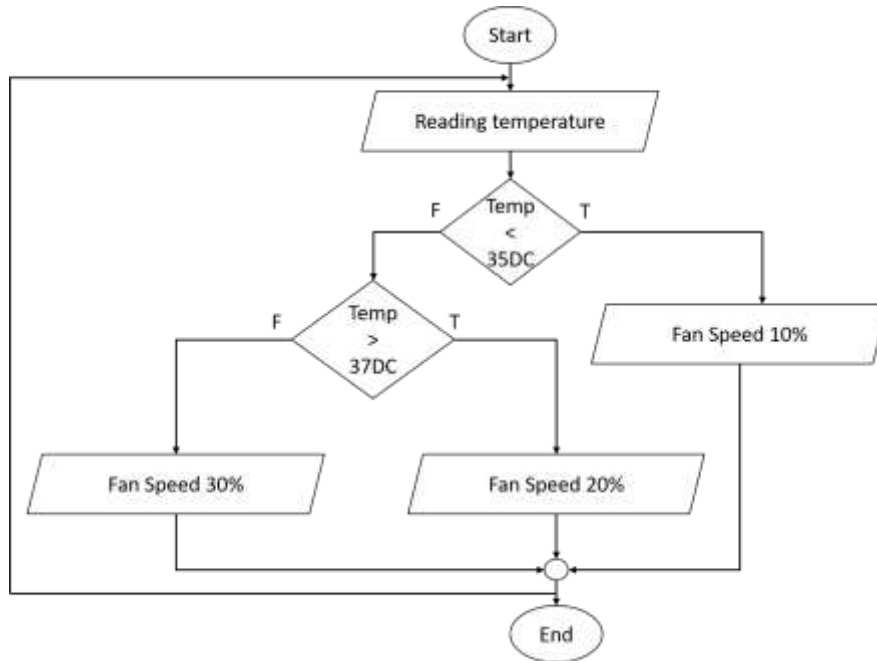 Start
Reading temperature
F
Temp
<
35DC
T
F
Temp
>
37DC
T
Fan Speed 10%
Fan Speed 30%
Fan Speed 20%
End